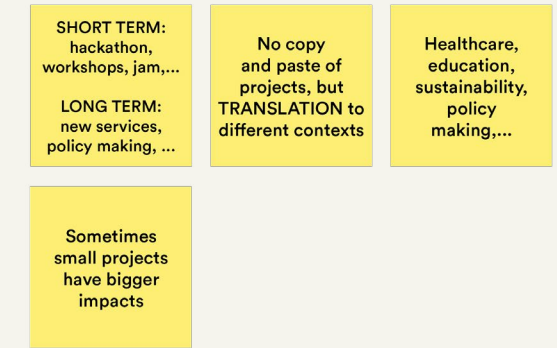 SHORT TERM:
hackathon,
workshops, jam,...
LONG TERM:
new services,
policy making, ...
No copy
and paste of
projects, but
TRANSLATION to
different contexts
Healthcare,
education,
sustainability,
policy
making,...
Sometimes
small projects
have bigger
impacts